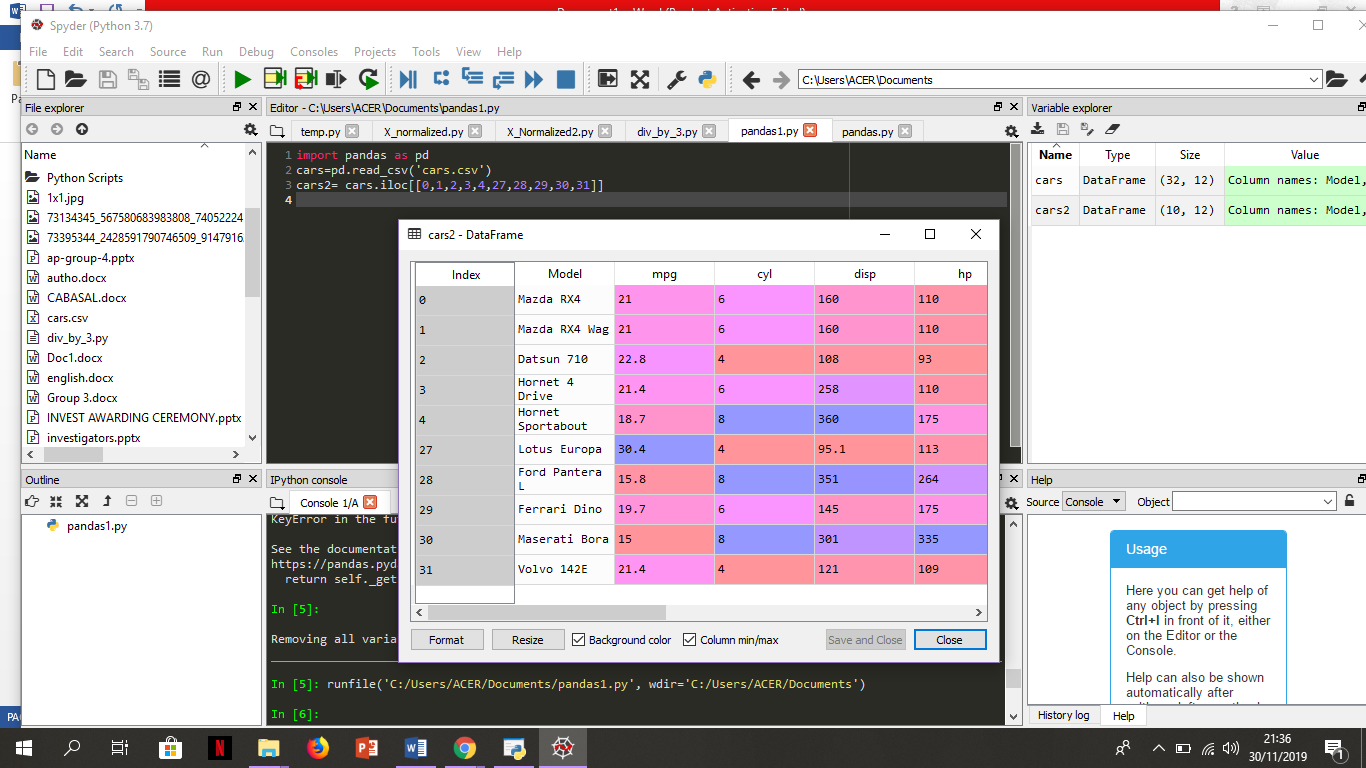 Spyder (Python 3.7)
File Edit Search Source Run Debug Consoles Projects Tools View Help
C:\Users\ACER\Documents
File explorer
Name
Python Scripts
1x1.jpg
73134345_567580683983808_74052224
73395344_2428591790746509_9147916
ap-group-4.pptx
autho.docx
CABASAL.docx
cars.csv
div_by_3.py
Doc1.docx
english.docx
Group 3.docx
INVEST AWARDING CEREMONY.pptx
investigators.pptx
Outline
pandas1.py
Editor - C:\Users\ACER\Documents\pandas1.py
temp.py X_normalized.py X_Normalized2.py div_by_3.py pandas1.py pandas.py
1 import pandas as pd
2 cars=pd.read_csv('cars.csv')
3 cars2= cars.iloc[[0,1,2,3,4,27,28,29,30,31]]
4
cars2 - DataFrame
Index Model mpg cyl disp hp
0 Mazda RX4 21 6 160 110
1 Mazda RX4 Wag 21 6 160 110
2 Datsun 710 22.8 4 108 93
3 Hornet 4 Drive 21.4 6 258 110
4 Hornet Sportabout 18.7 8 360 175
27 Lotus Europa 30.4 4 95.1 113
28 Ford Pantera L 15.8 8 351 264
29 Ferrari Dino 19.7 6 145 175
30 Maserati Bora 15 8 301 335
31 Volvo 142E 21.4 4 121 109
Format Resize Background color Column min/max Save and Close Close
IPython console
Console 1/A
KeyError in the fu
See the documentat
https://pandas.pyd
return self._get
In [5]:
Removing all varia
In [5]: runfile('C:/Users/ACER/Documents/pandas1.py', wdir='C:/Users/ACER/Documents')
In [6]:
Variable explorer
Name Type Size Value
cars DataFrame (32, 12) Column names: Model,
cars2 DataFrame (10, 12) Column names: Model,
Help
Source Console Object
Usage
Here you can get help of
any object by pressing
Ctrl+I in front of it, either
on the Editor or the
Console.
Help can also be shown
automatically after
History log Help
21:36
30/11/2019
1